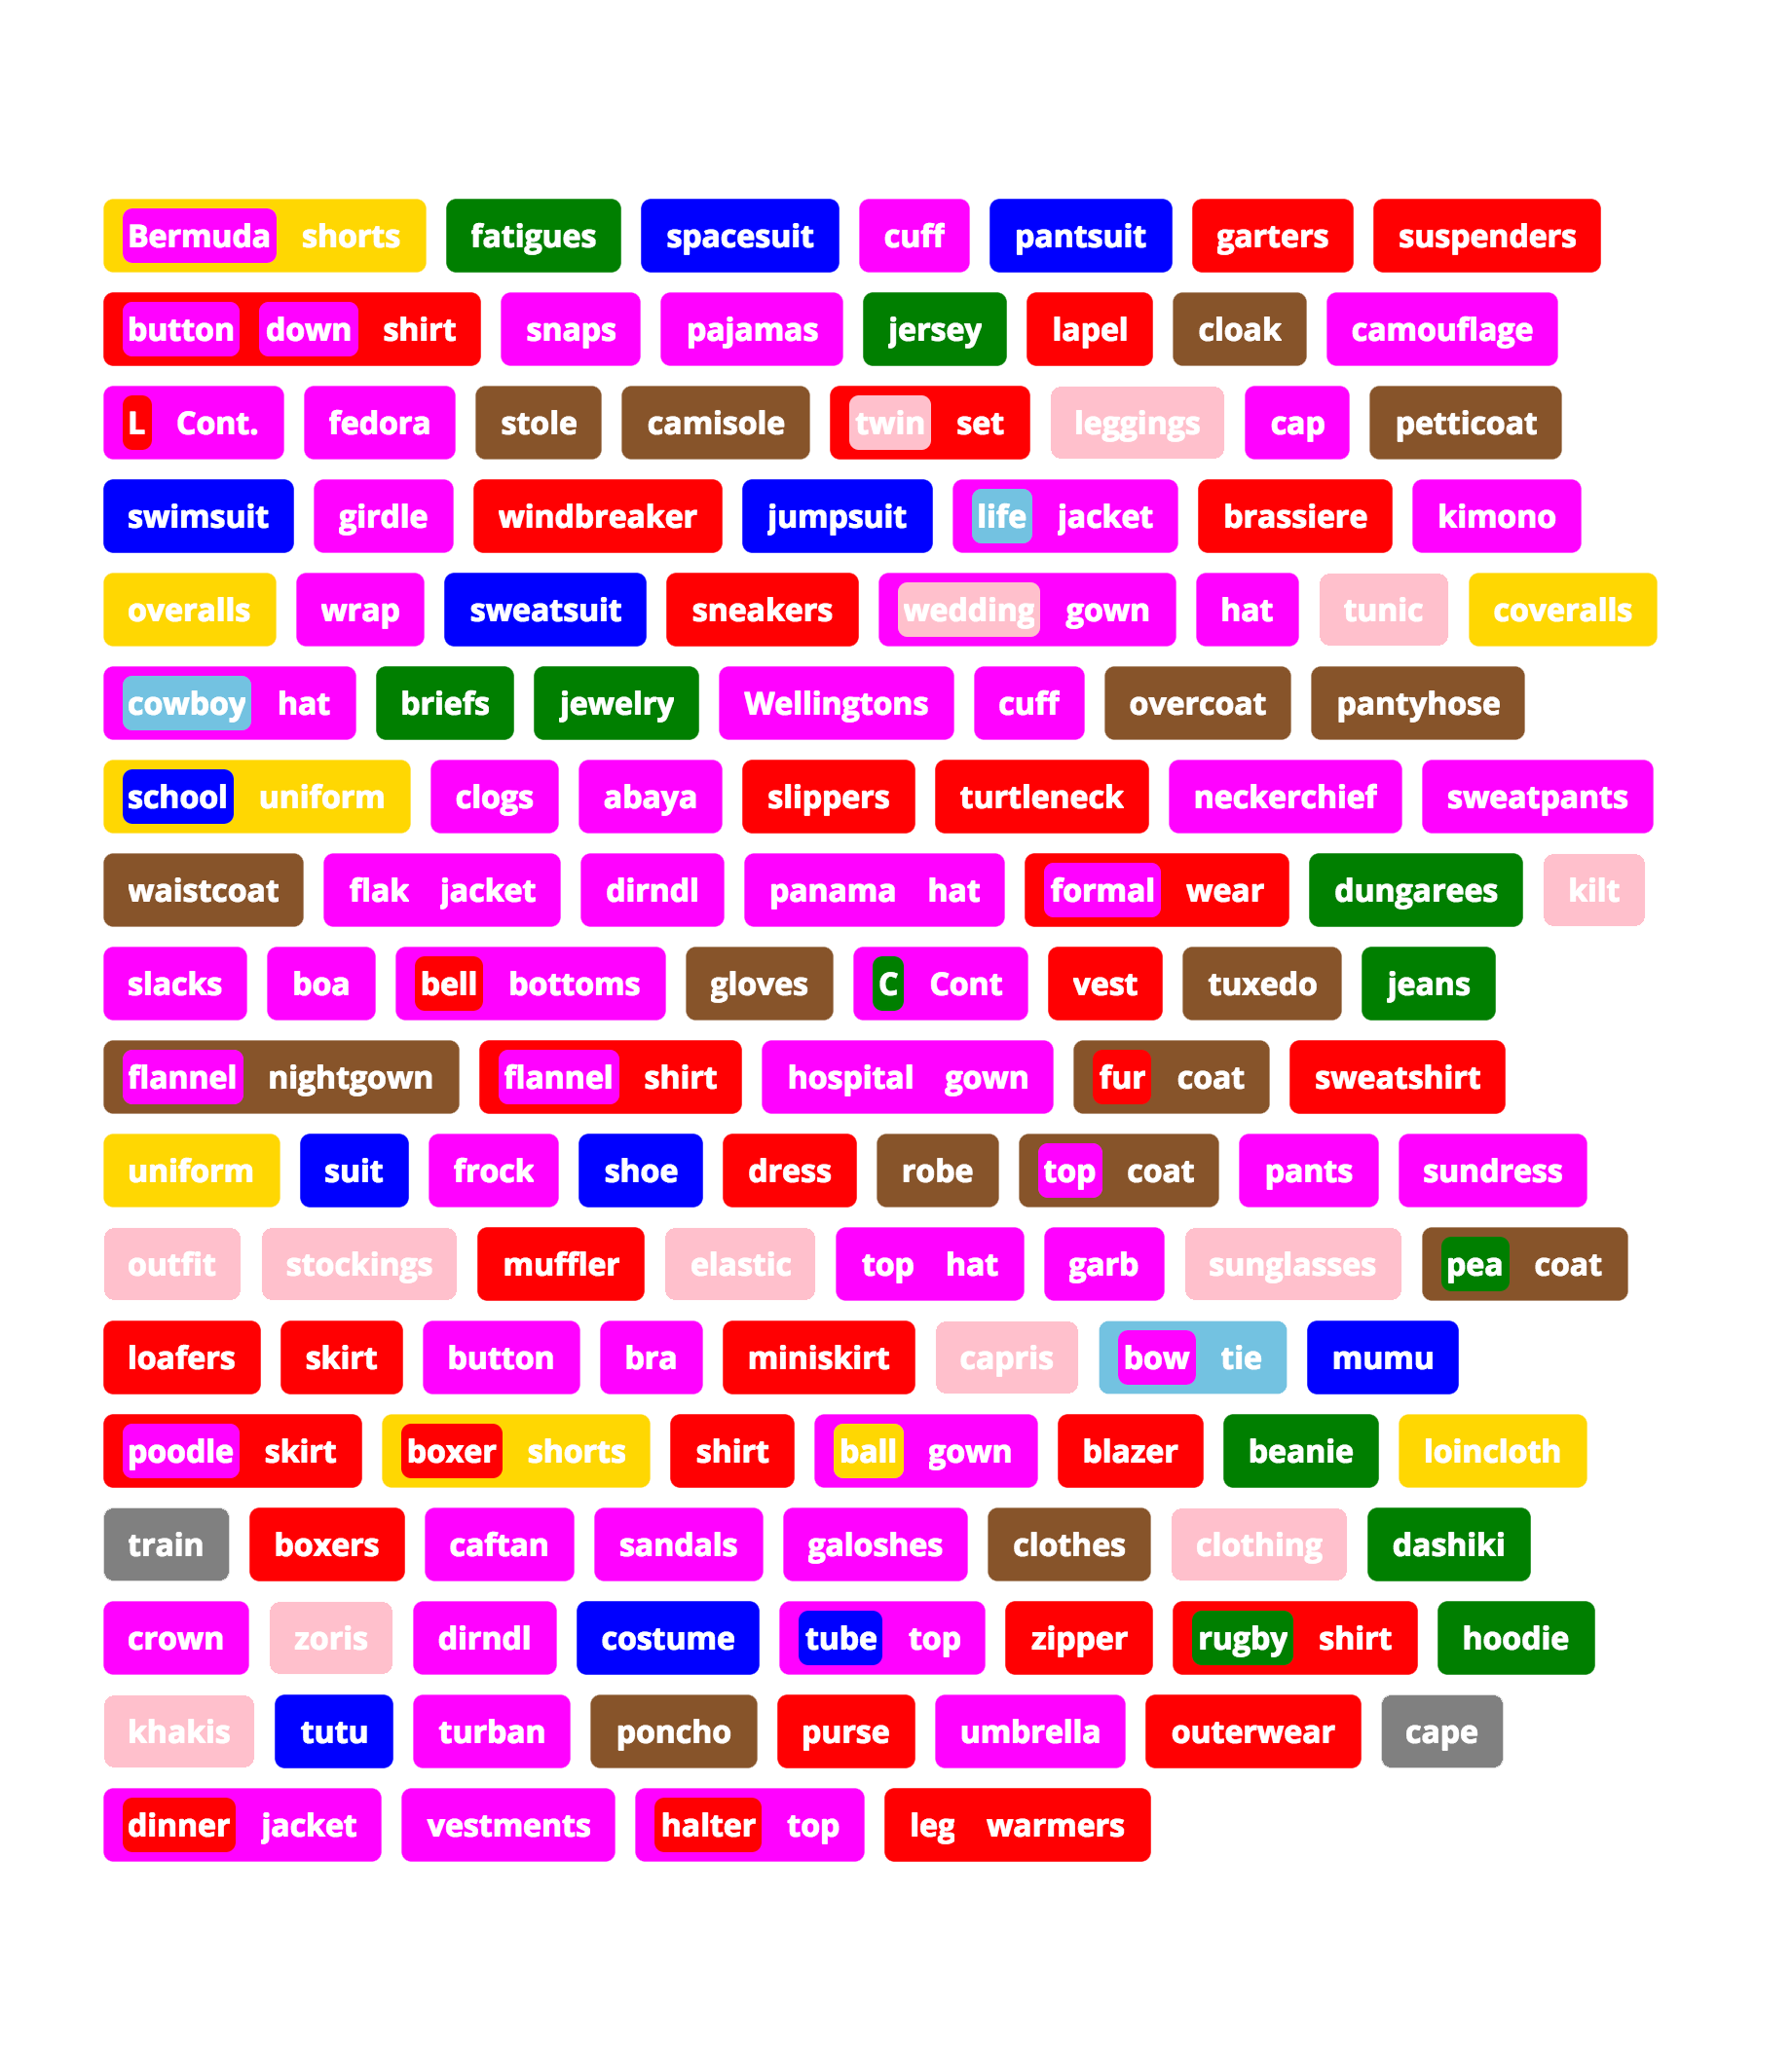 Bermuda shorts fatigues spacesuit cuff pantsuit garters suspenders
button down shirt snaps pajamas jersey lapel cloak camouflage
L Cont. fedora stole camisole twin set leggings cap petticoat
swimsuit girdle windbreaker jumpsuit life jacket brassiere kimono
overalls wrap sweatsuit sneakers wedding gown hat tunic coveralls
cowboy hat briefs jewelry Wellingtons cuff overcoat pantyhose
school uniform clogs abaya slippers turtleneck neckerchief sweatpants
waistcoat flak jacket dirndl panama hat formal wear dungarees kilt
slacks boa bell bottoms gloves C Cont vest tuxedo jeans
flannel nightgown flannel shirt hospital gown fur coat sweatshirt
uniform suit frock shoe dress robe top coat pants sundress
outfit stockings muffler elastic top hat garb sunglasses pea coat
loafers skirt button bra miniskirt capris bow tie mumu
poodle skirt boxer shorts shirt ball gown blazer beanie loincloth
train boxers caftan sandals galoshes clothes clothing dashiki
crown zoris dirndl costume tube top zipper rugby shirt hoodie
khakis tutu turban poncho purse umbrella outerwear cape
dinner jacket vestments halter top leg warmers